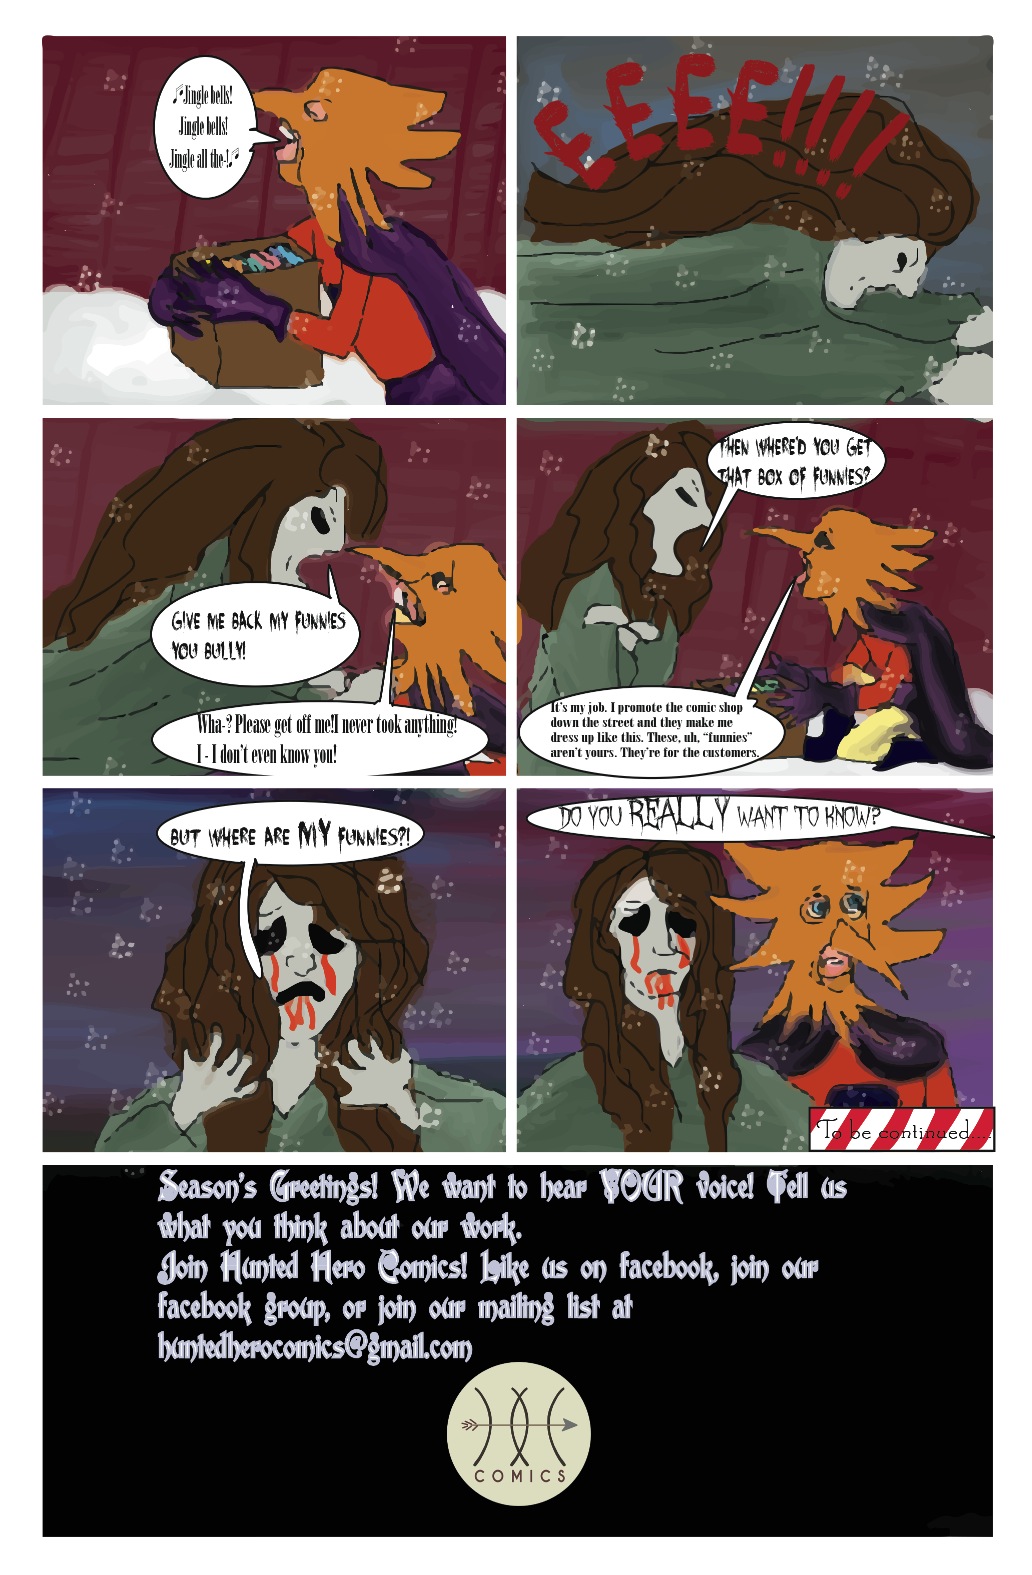 ♫Jingle bells!
Jingle bells!
Jingle all the-!♫
EEEEE!!!!
GIVE ME BACK MY FUNNIES
YOU BULLY!
Wha-? Please get off me!I never took anything!
I - I don't even know you!
THEN WHERE'D YOU GET
THAT BOX OF FUNNIES?
It's my job. I promote the comic shop
down the street and they make me
dress up like this. These, uh, "funnies"
aren't yours. They're for the customers.
BUT WHERE ARE MY FUNNIES?!
DO YOU REALLY WANT TO KNOW?
To be continued....
Season's Greetings! We want to hear YOUR voice! Tell us
what you think about our work.
Join Hunted Hero Comics! Like us on facebook, join our
facebook group, or join our mailing list at
huntedherocomics@gmail.com
COMICS